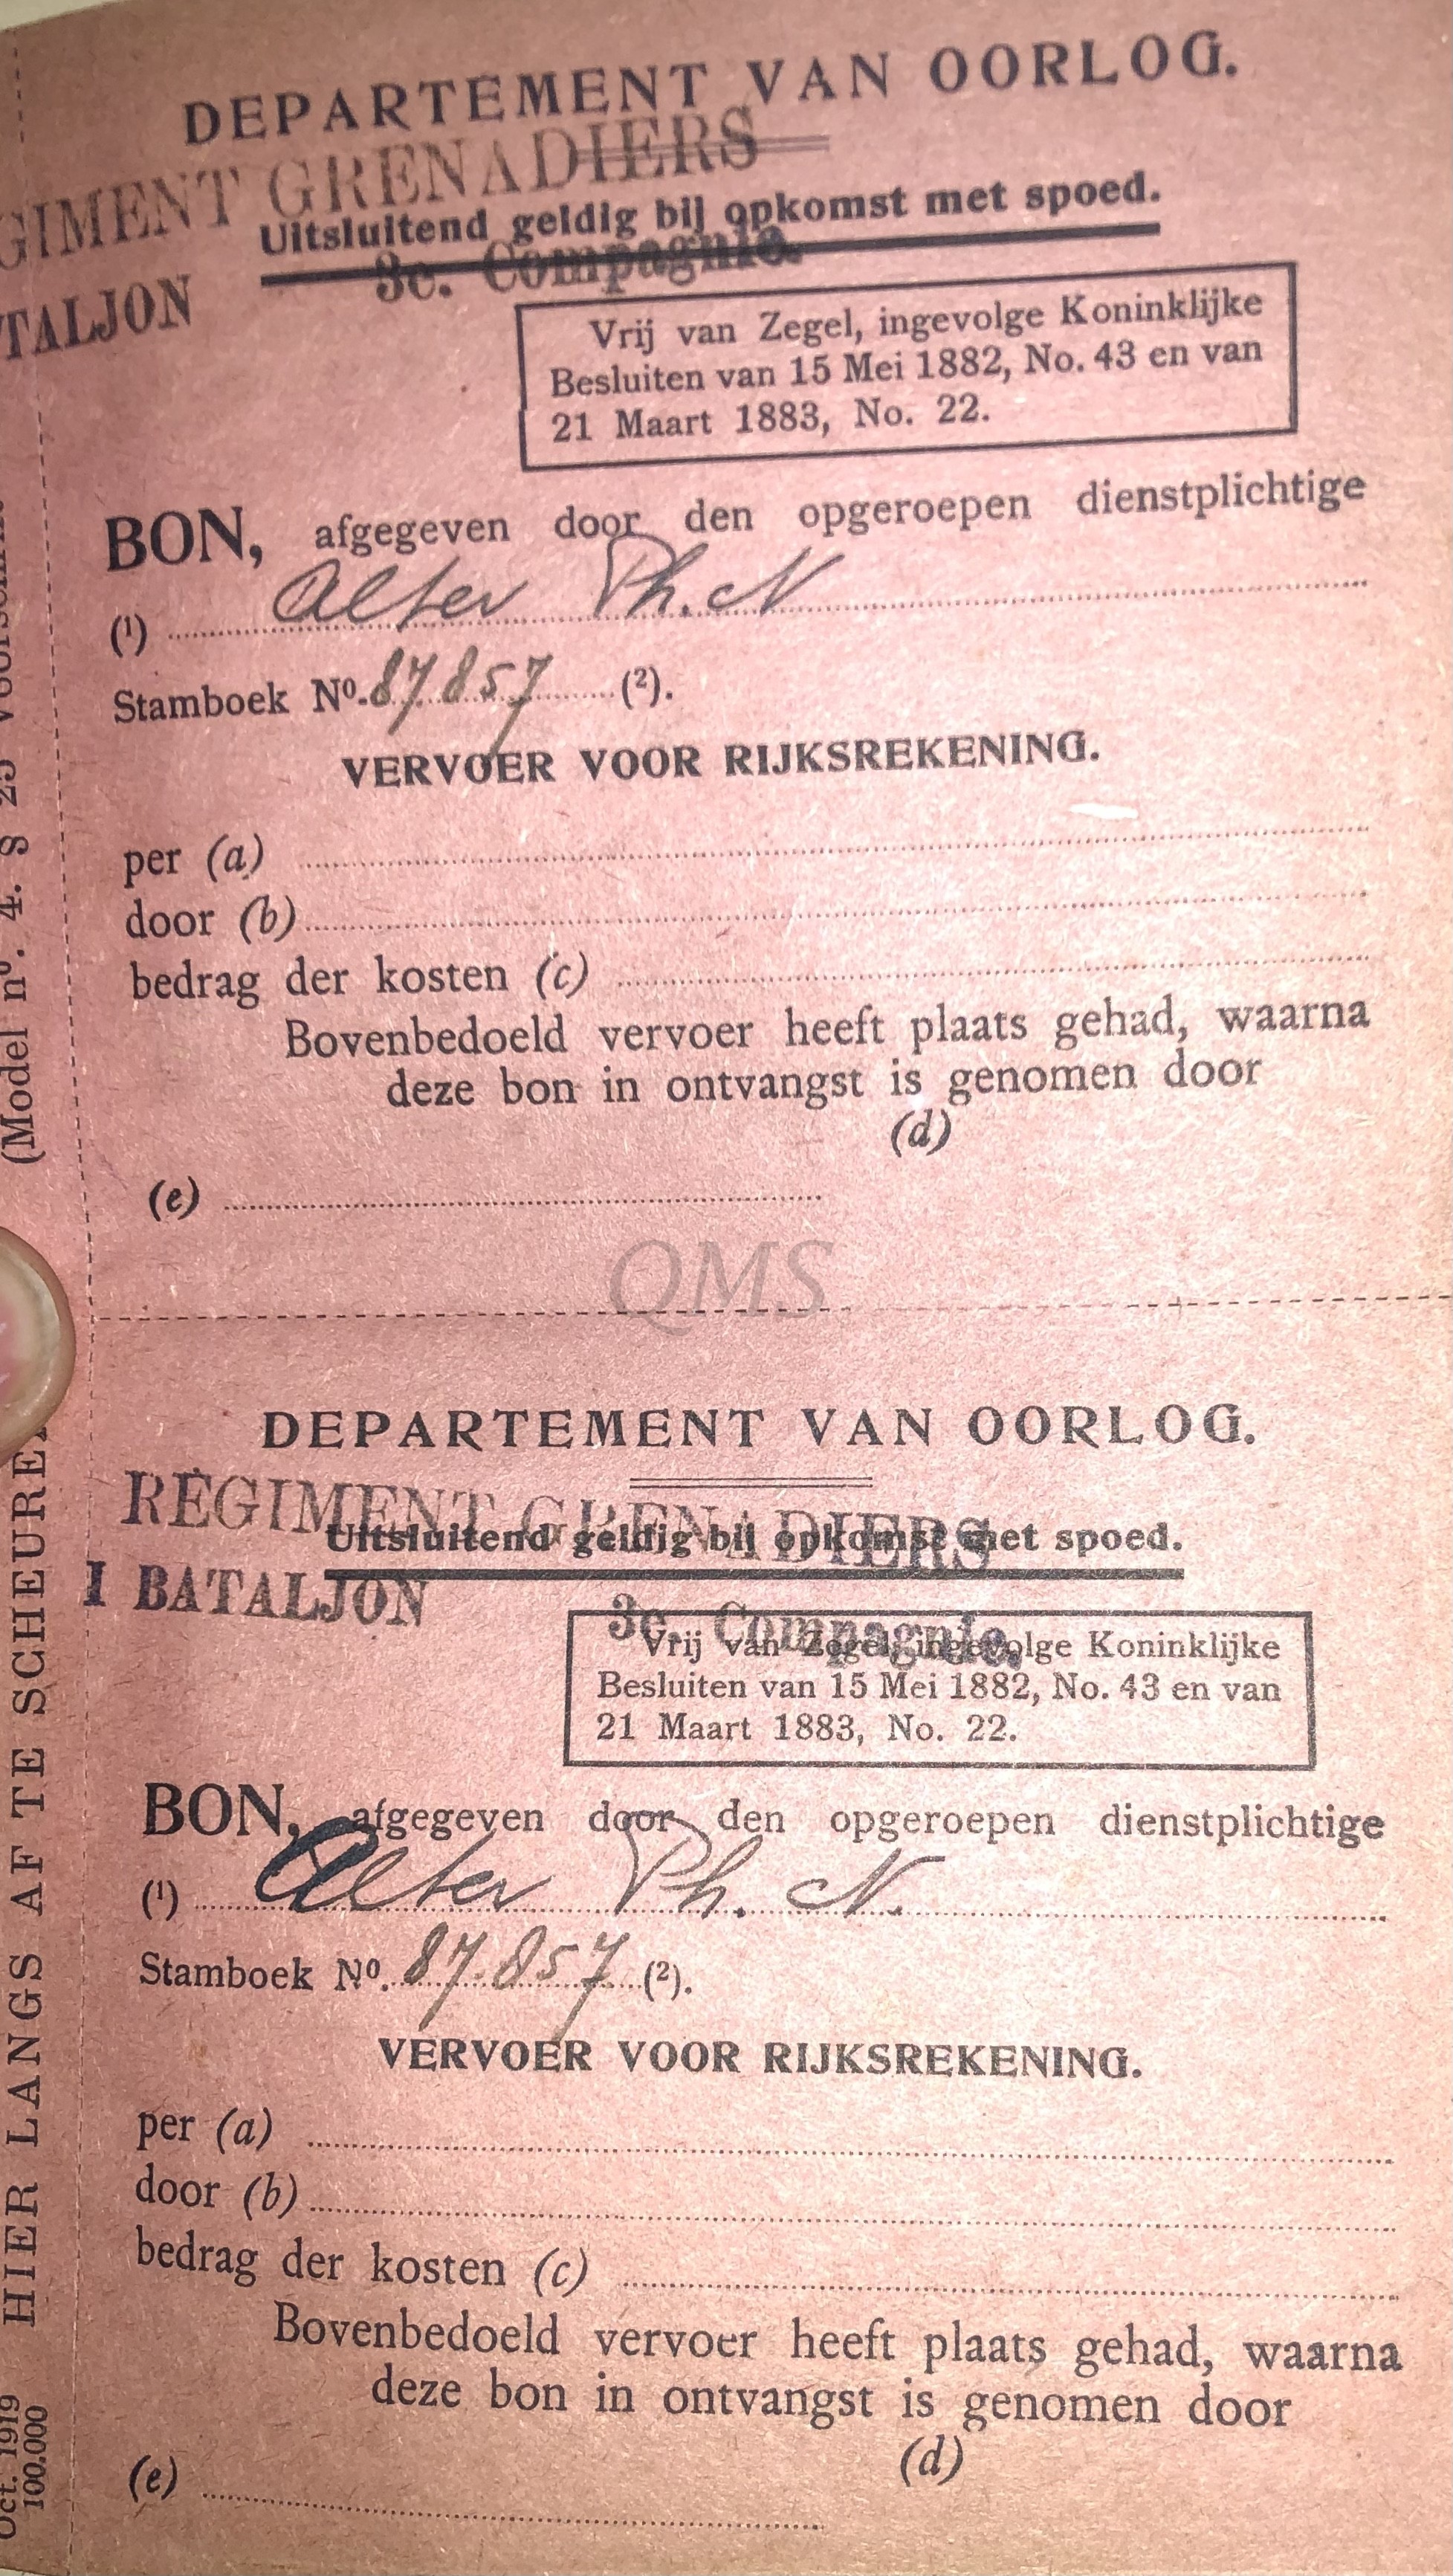 DEPARTEMENT VAN OORLOG.
GIMENT GRENADIERS
Uitsluitend geldig bij opkomst met spoed.
3e. Compagnie.
TALJON
Vrij van Zegel, ingevolge Koninklijke
Besluiten van 15 Mei 1882, No. 43 en van
21 Maart 1883, No. 22.
BON, afgegeven door den opgeroepen dienstplichtige
(1) Alter Ph. N
Stamboek No. 87.857 (2).
VERVOER VOOR RIJKSREKENING.
per (a)
door (b)
bedrag der kosten (c)
Bovenbedoeld vervoer heeft plaats gehad, waarna
deze bon in ontvangst is genomen door
(d)
(e)
QMS
DEPARTEMENT VAN OORLOG.
REGIMENT GRENADIERS
Uitsluitend geldig bij opkomst met spoed.
I BATALJON
3e. Compagnie.
Vrij van Zegel, ingevolge Koninklijke
Besluiten van 15 Mei 1882, No. 43 en van
21 Maart 1883, No. 22.
BON, afgegeven door den opgeroepen dienstplichtige
(1) Alter Ph. N.
Stamboek No. 87.857 (2).
VERVOER VOOR RIJKSREKENING.
per (a)
door (b)
bedrag der kosten (c)
Bovenbedoeld vervoer heeft plaats gehad, waarna
deze bon in ontvangst is genomen door
(d)
(e)
(Model no. 4. § 25
HIER LANGS AF TE SCHEUREN
Oct. 1919
100.000